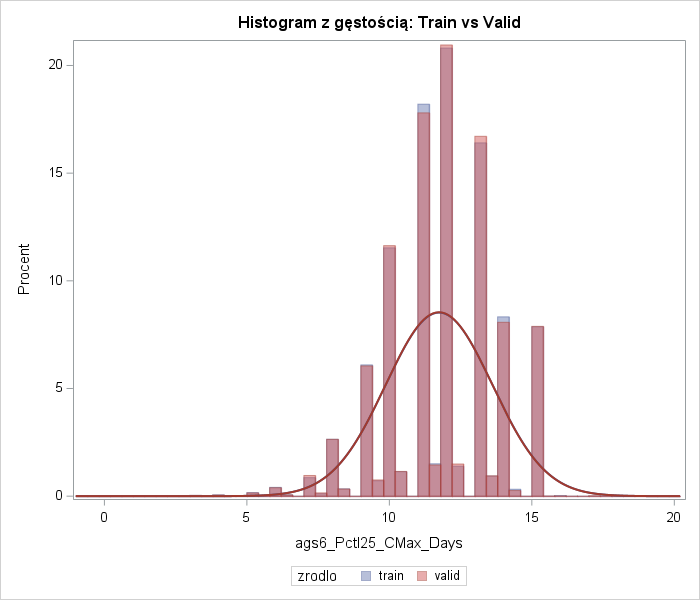 Histogram z gęstością: Train vs Valid
20
15
10
5
0
Procent
0 5 10 15 20
ags6_Pctl25_CMax_Days
zrodlo train valid